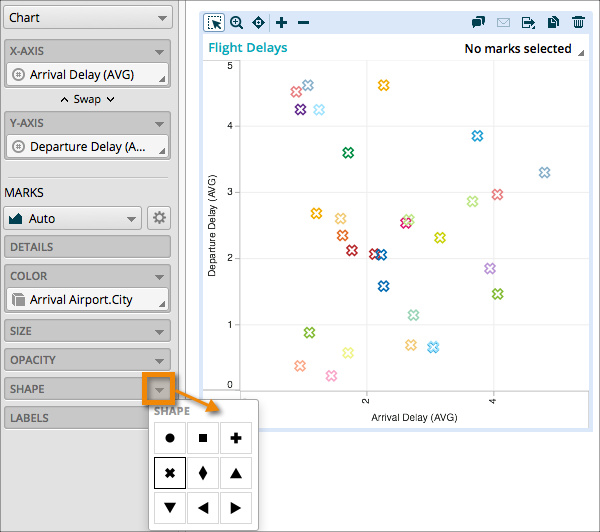 Chart
X-AXIS
Arrival Delay (AVG)
Swap
Y-AXIS
Departure Delay (A...
MARKS
Auto
DETAILS
COLOR
Arrival Airport.City
SIZE
OPACITY
SHAPE
LABELS
SHAPE
Flight Delays
No marks selected
5
4
3
2
1
0
Departure Delay (AVG)
2
4
Arrival Delay (AVG)